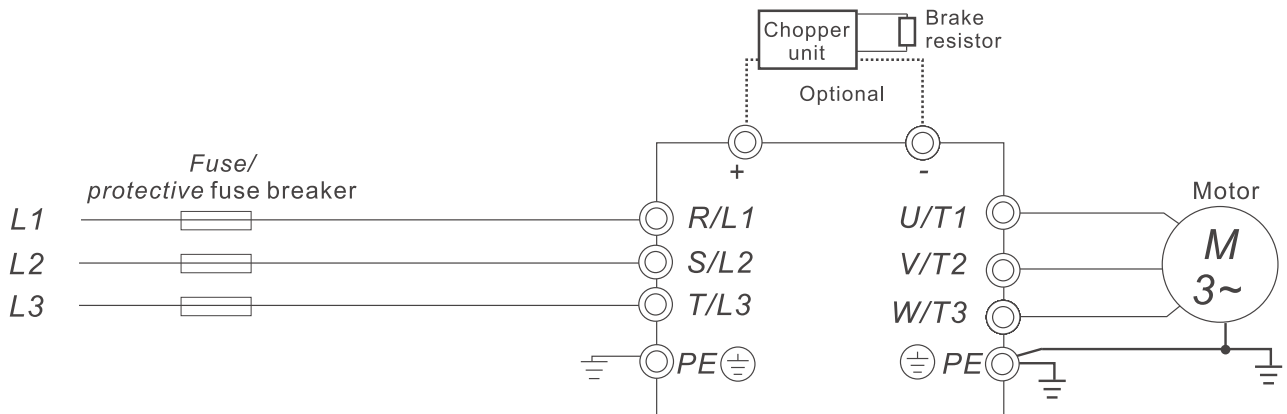 Chopper
unit
Brake
resistor
Optional
+
-
Fuse/
protective fuse breaker
Motor
L1
R/L1
U/T1
L2
S/L2
V/T2
M
3~
L3
T/L3
W/T3
PE
PE